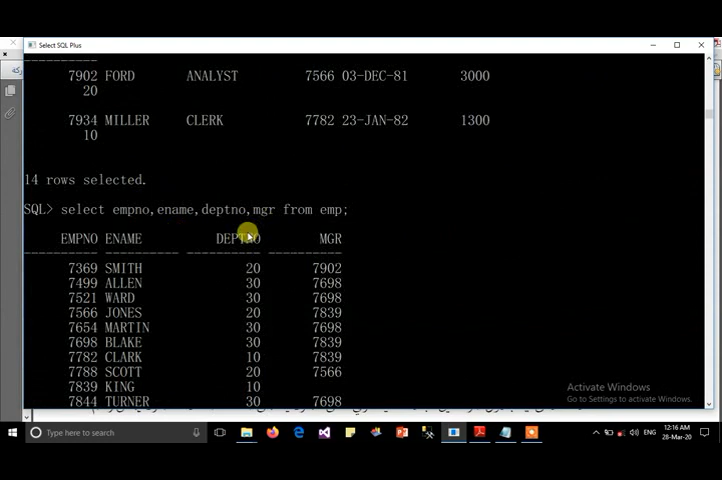 Select SQL Plus
7902 FORD ANALYST 7566 03-DEC-81 3000
20
7934 MILLER CLERK 7782 23-JAN-82 1300
10
14 rows selected.
SQL> select empno,ename,deptno,mgr from emp;
EMPNO ENAME DEPTNO MGR
7369 SMITH 20 7902
7499 ALLEN 30 7698
7521 WARD 30 7698
7566 JONES 20 7839
7654 MARTIN 30 7698
7698 BLAKE 30 7839
7782 CLARK 10 7839
7788 SCOTT 20 7566
7839 KING 10
7844 TURNER 30 7698
Activate Windows
Go to Settings to activate Windows.
Type here to search
ENG
12:16 AM
28-Mar-20